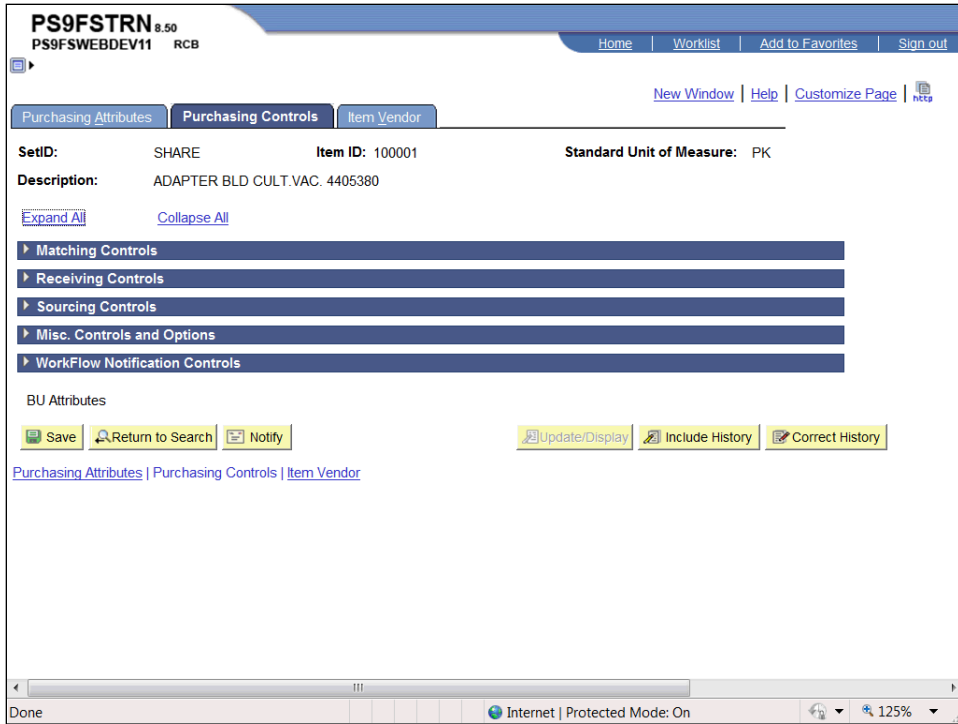 PS9FSTRN 8.50
PS9FSWEBDEV11 RCB
Home | Worklist | Add to Favorites | Sign out
New Window | Help | Customize Page | http
Purchasing Attributes Purchasing Controls Item Vendor
SetID: SHARE Item ID: 100001 Standard Unit of Measure: PK
Description: ADAPTER BLD CULT.VAC. 4405380
Expand All Collapse All
Matching Controls
Receiving Controls
Sourcing Controls
Misc. Controls and Options
WorkFlow Notification Controls
BU Attributes
Save Return to Search Notify Update/Display Include History Correct History
Purchasing Attributes | Purchasing Controls | Item Vendor
Done Internet | Protected Mode: On 125%